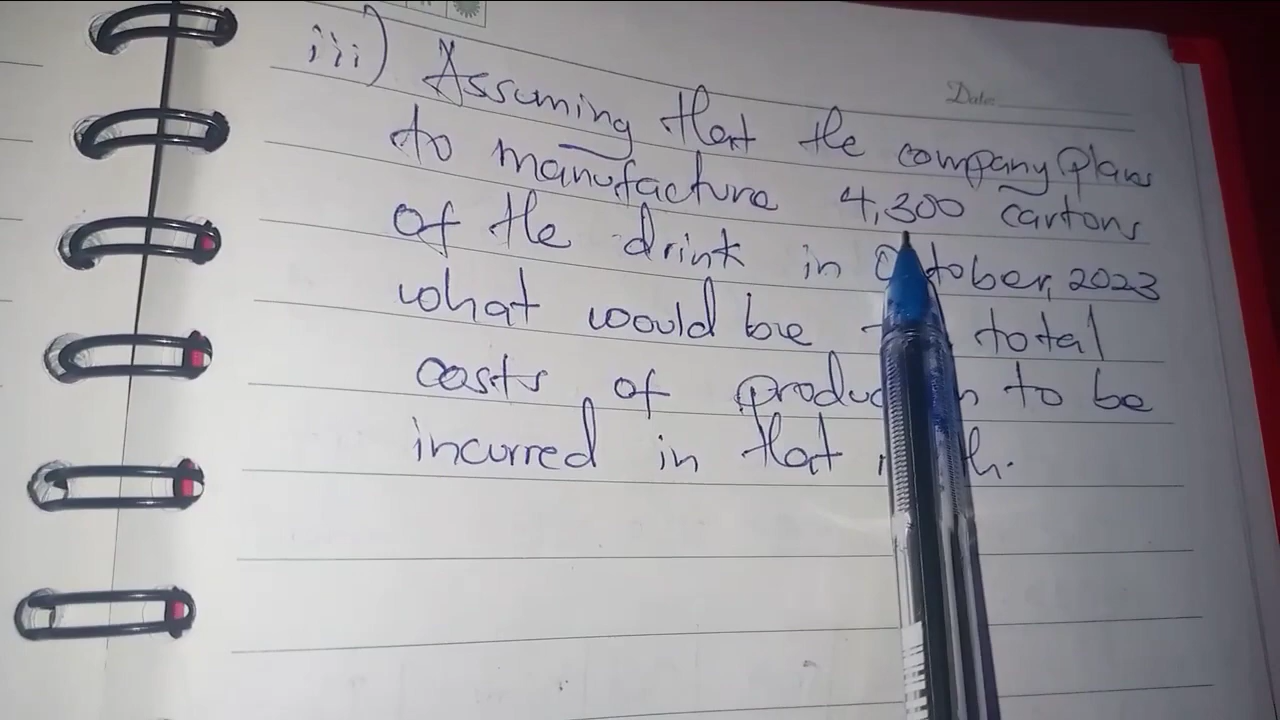 Date:
iii) Assuming that the company plans
to manufacture 4,300 cartons
of the drink in October, 2023
what would be total
costs of to be
incurred in that